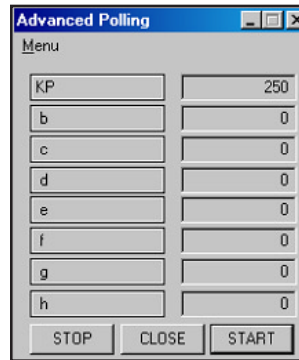 Advanced Polling
Menu
KP 250
b 0
c 0
d 0
e 0
f 0
g 0
h 0
STOP CLOSE START